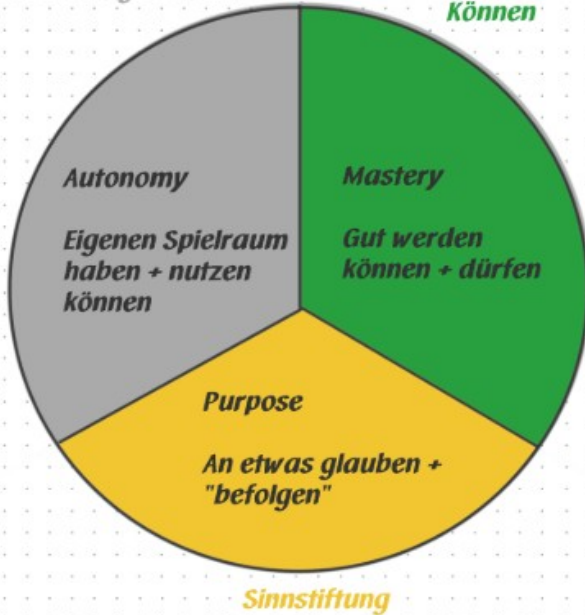 Können
Autonomy
Eigenen Spielraum
haben + nutzen
können
Mastery
Gut werden
können + dürfen
Purpose
An etwas glauben +
"befolgen"
Sinnstiftung